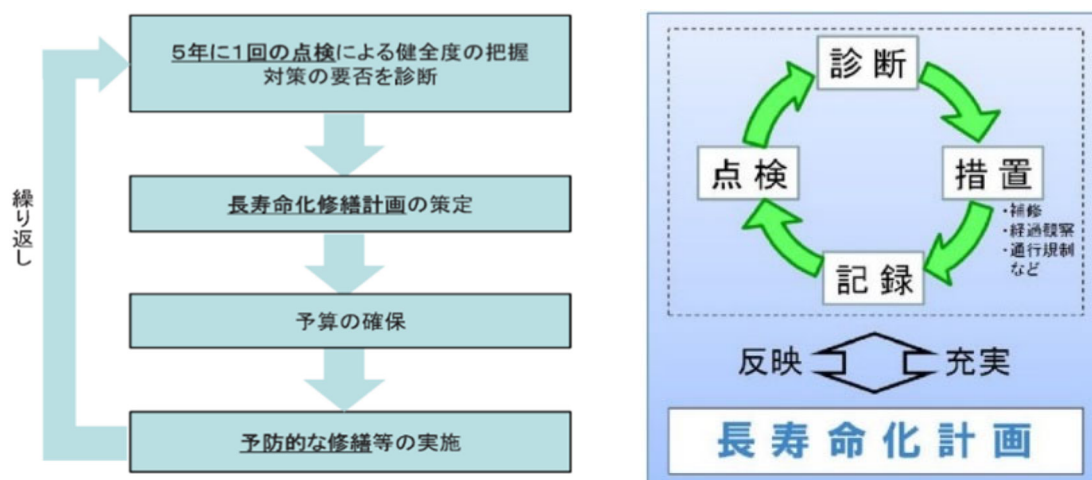 5年に1回の点検による健全度の把握
対策の要否を診断
長寿命化修繕計画の策定
予算の確保
予防的な修繕等の実施
繰り返し
診断
点検
措置
・補修
・経過観察
・通行規制
など
記録
反映
充実
長寿命化計画